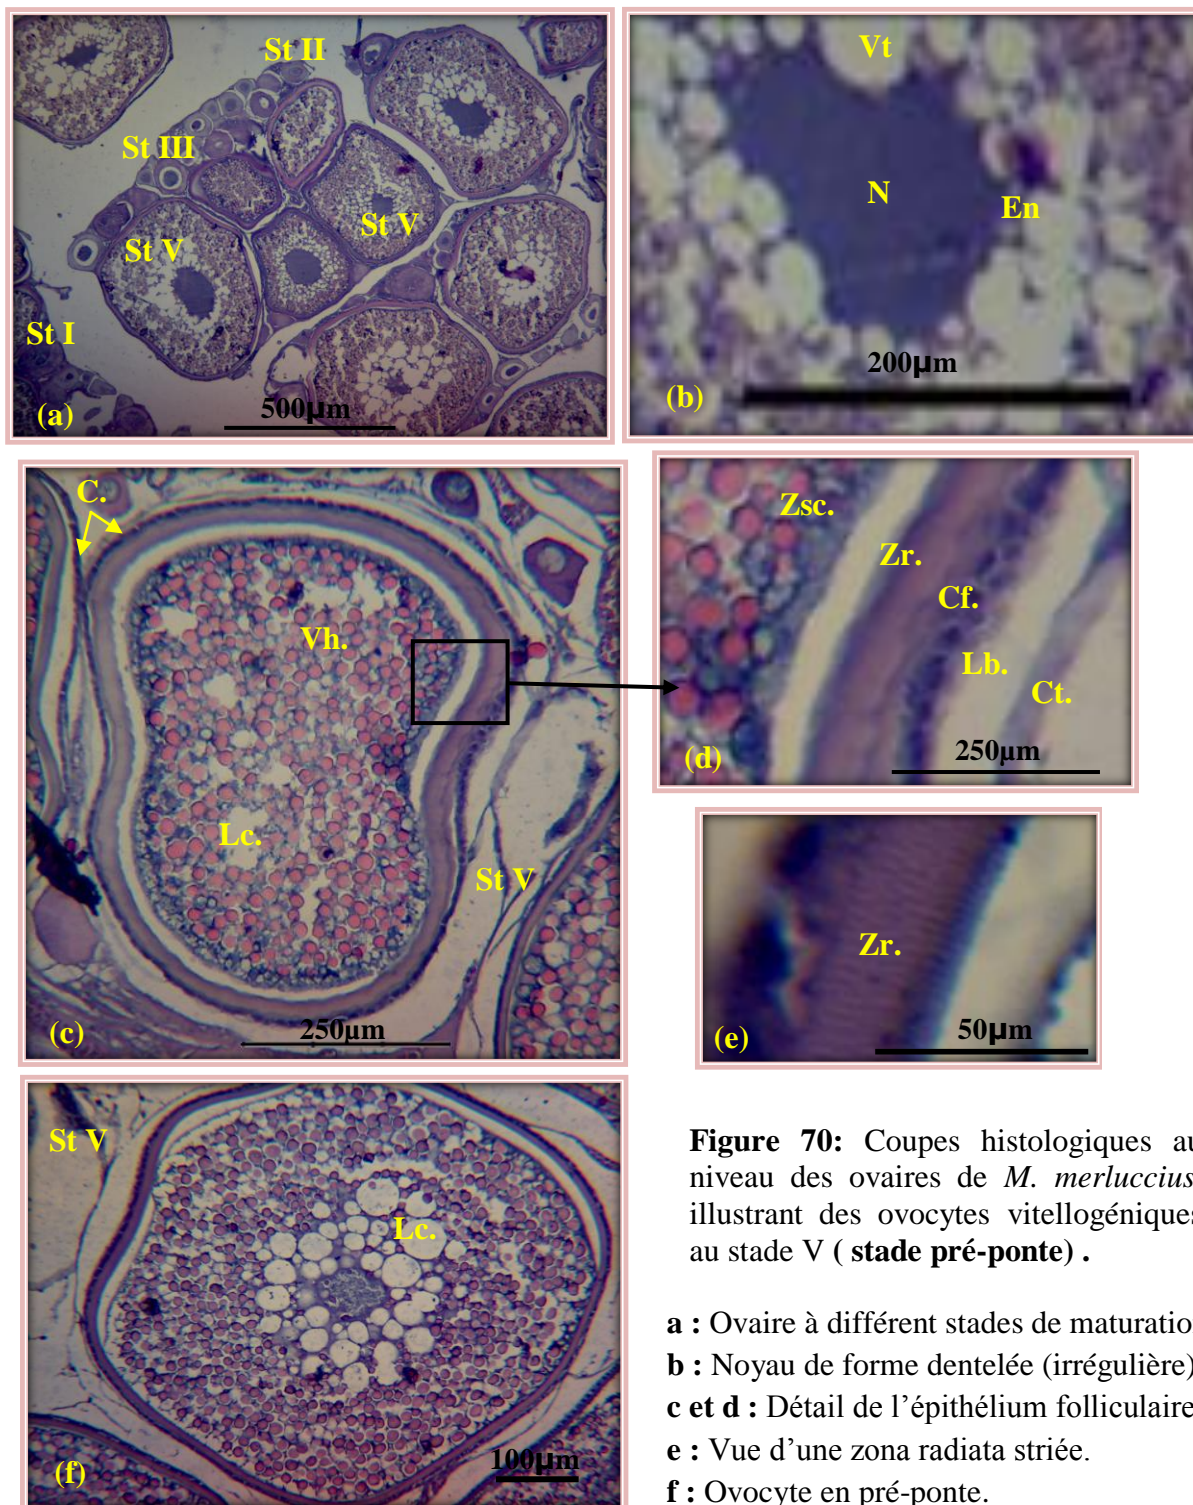 St II
St III
St V
St V
St I
(a)
500µm
Vt
N
En
200µm
(b)
C.
Vh.
Lc.
St V
(c)
250µm
Zsc.
Zr.
Cf.
Lb.
Ct.
(d)
250µm
Zr.
(e)
50µm
St V
Lc.
(f)
100µm
Figure 70: Coupes histologiques au
niveau des ovaires de M. merluccius
illustrant des ovocytes vitellogéniques
au stade V ( stade pré-ponte) .
a : Ovaire à différent stades de maturatio
b : Noyau de forme dentelée (irrégulière)
c et d : Détail de l’épithélium folliculaire
e : Vue d’une zona radiata striée.
f : Ovocyte en pré-ponte.